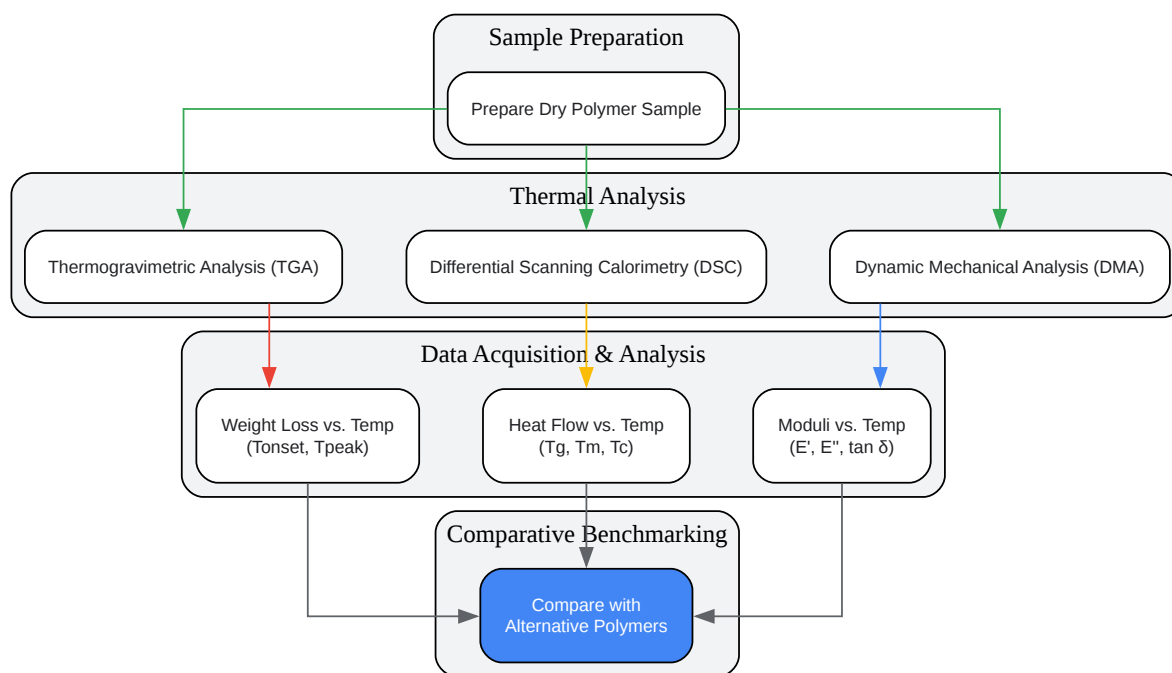 Sample Preparation
Prepare Dry Polymer Sample
Thermal Analysis
Thermogravimetric Analysis (TGA)
Differential Scanning Calorimetry (DSC)
Dynamic Mechanical Analysis (DMA)
Data Acquisition & Analysis
Weight Loss vs. Temp
(Tonset, Tpeak)
Heat Flow vs. Temp
(Tg, Tm, Tc)
Moduli vs. Temp
(E', E'', tan δ)
Comparative Benchmarking
Compare with
Alternative Polymers